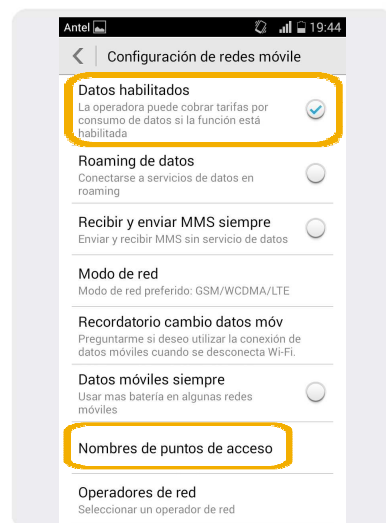 Antel 19:44
Configuración de redes móvile
Datos habilitados
La operadora puede cobrar tarifas por
consumo de datos si la función está
habilitada
Roaming de datos
Conectarse a servicios de datos en
roaming
Recibir y enviar MMS siempre
Enviar y recibir MMS sin servicio de datos
Modo de red
Modo de red preferido: GSM/WCDMA/LTE
Recordatorio cambio datos móv
Preguntarme si deseo utilizar la conexión de
datos móviles cuando se desconecta Wi-Fi.
Datos móviles siempre
Usar mas batería en algunas redes
móviles
Nombres de puntos de acceso
Operadores de red
Seleccionar un operador de red